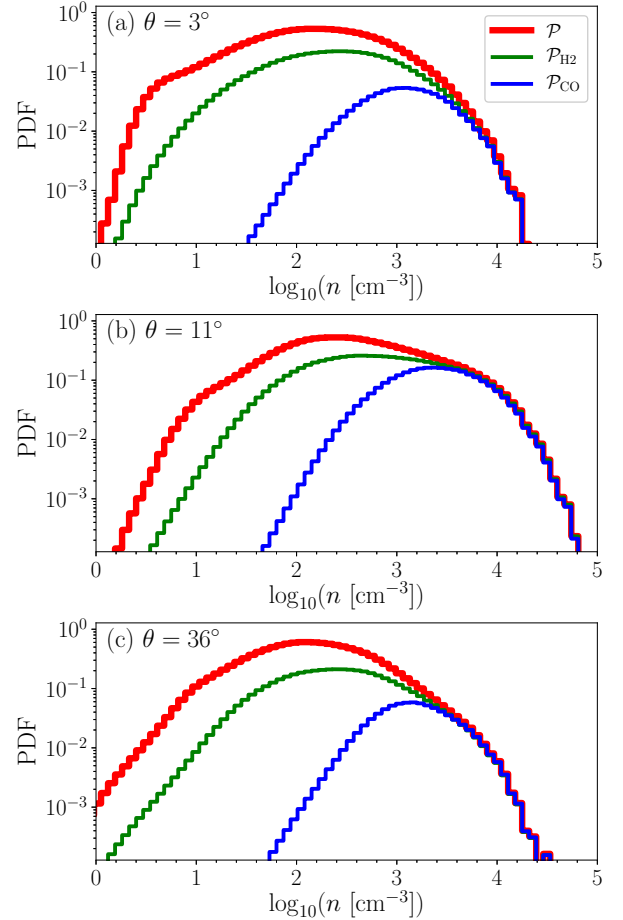 (a) θ = 3°
𝒫
𝒫_H2
𝒫_CO
PDF
10⁰
10⁻¹
10⁻²
10⁻³
0 1 2 3 4 5
log₁₀(n [cm⁻³])
(b) θ = 11°
PDF
10⁰
10⁻¹
10⁻²
10⁻³
0 1 2 3 4 5
log₁₀(n [cm⁻³])
(c) θ = 36°
PDF
10⁰
10⁻¹
10⁻²
10⁻³
0 1 2 3 4 5
log₁₀(n [cm⁻³])